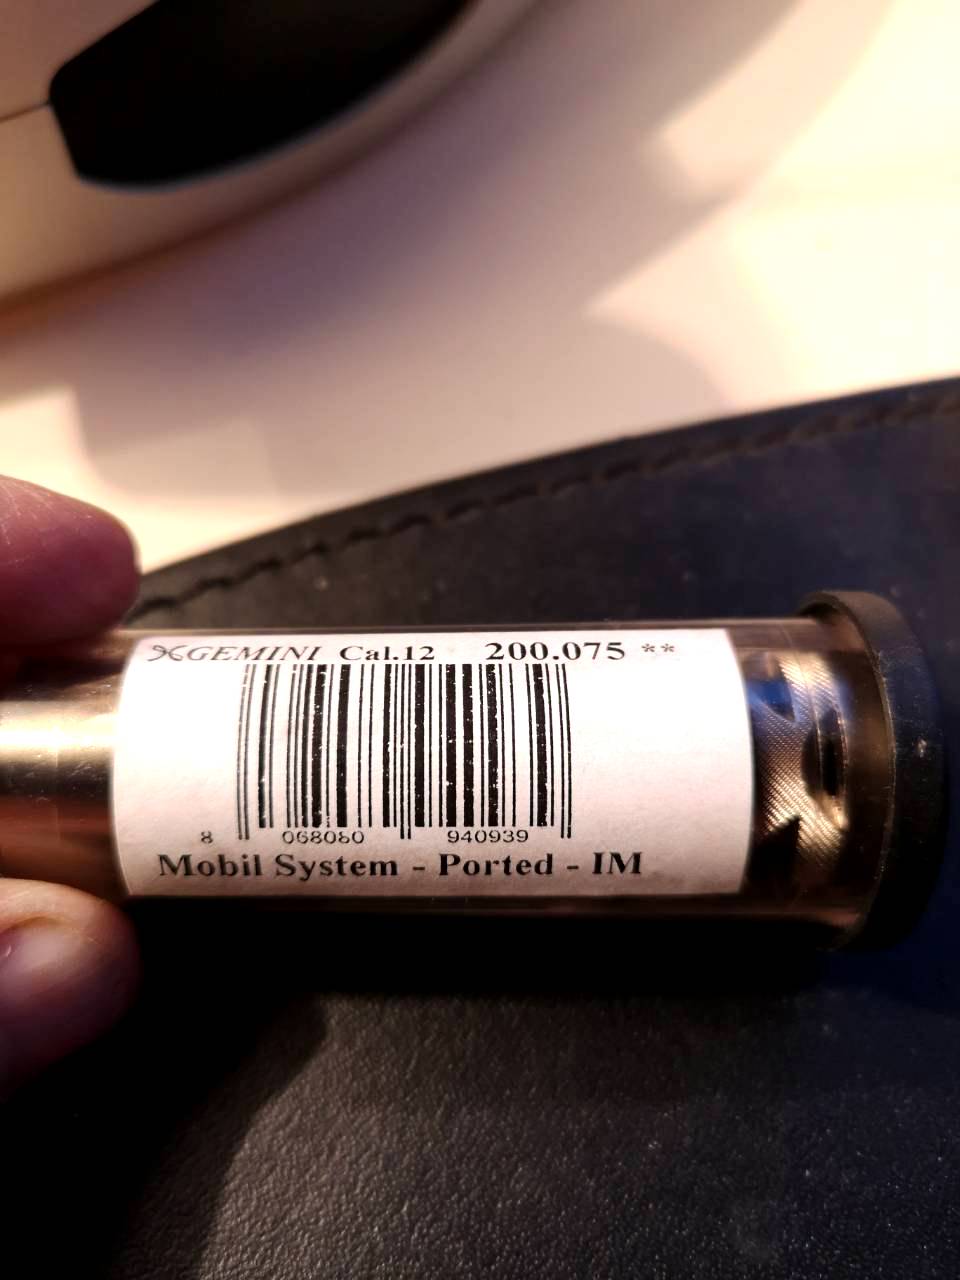 GEMINI Cal.12 200.075 **
8 068080 940939
Mobil System - Ported - IM